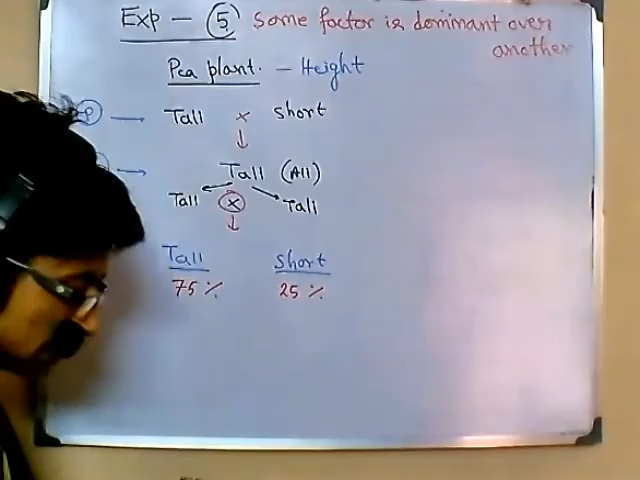 Exp - 5 Some factor is dominant over
another
Pea plant. - Height
P Tall × short
Tall (All)
Tall × Tall
Tall short
75% 25%